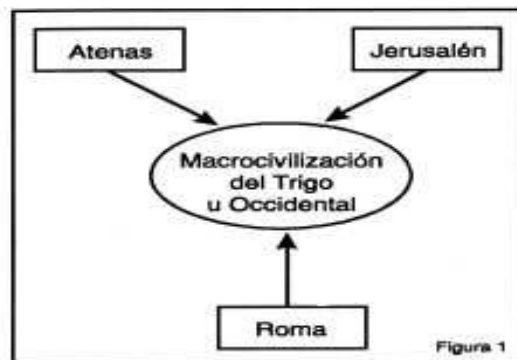 Atenas
Jerusalén
Macrocivilización
del Trigo
u Occidental
Roma
Figura 1